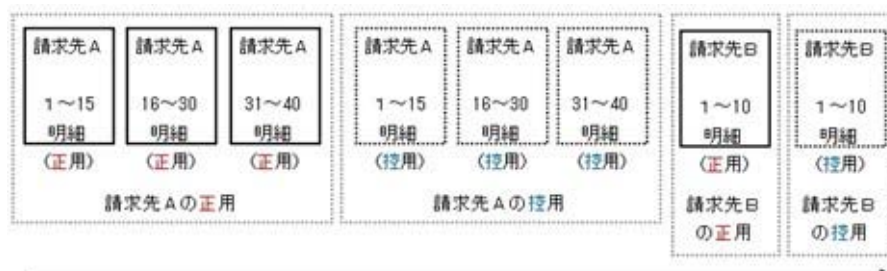 請求先A
1～15
明細
(正用)
請求先A
16～30
明細
(正用)
請求先A
31～40
明細
(正用)
請求先Aの正用
請求先A
1～15
明細
(控用)
請求先A
16～30
明細
(控用)
請求先A
31～40
明細
(控用)
請求先Aの控用
請求先B
1～10
明細
(正用)
請求先B
の正用
請求先B
1～10
明細
(控用)
請求先B
の控用